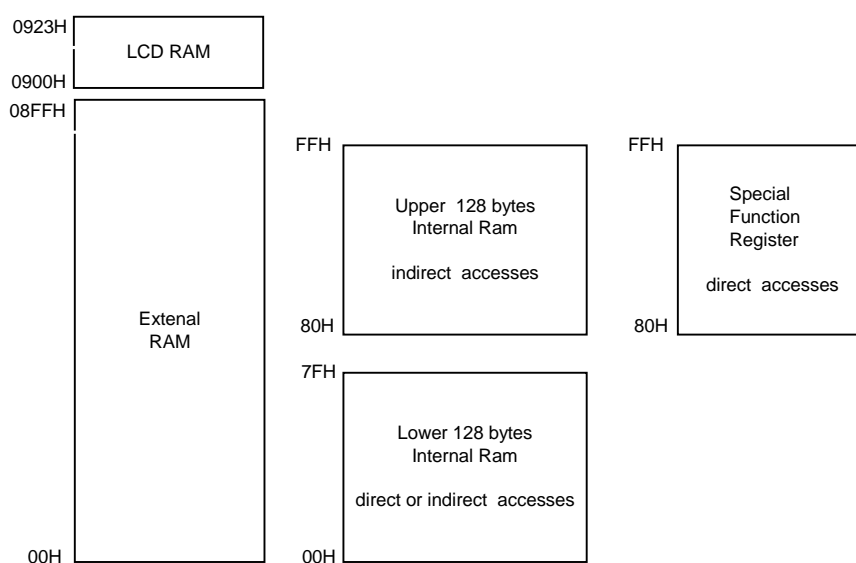 0923H
LCD RAM
0900H
08FFH
Extenal
RAM
00H
FFH
Upper 128 bytes
Internal Ram
indirect accesses
80H
7FH
Lower 128 bytes
Internal Ram
direct or indirect accesses
00H
FFH
Special
Function
Register
direct accesses
80H